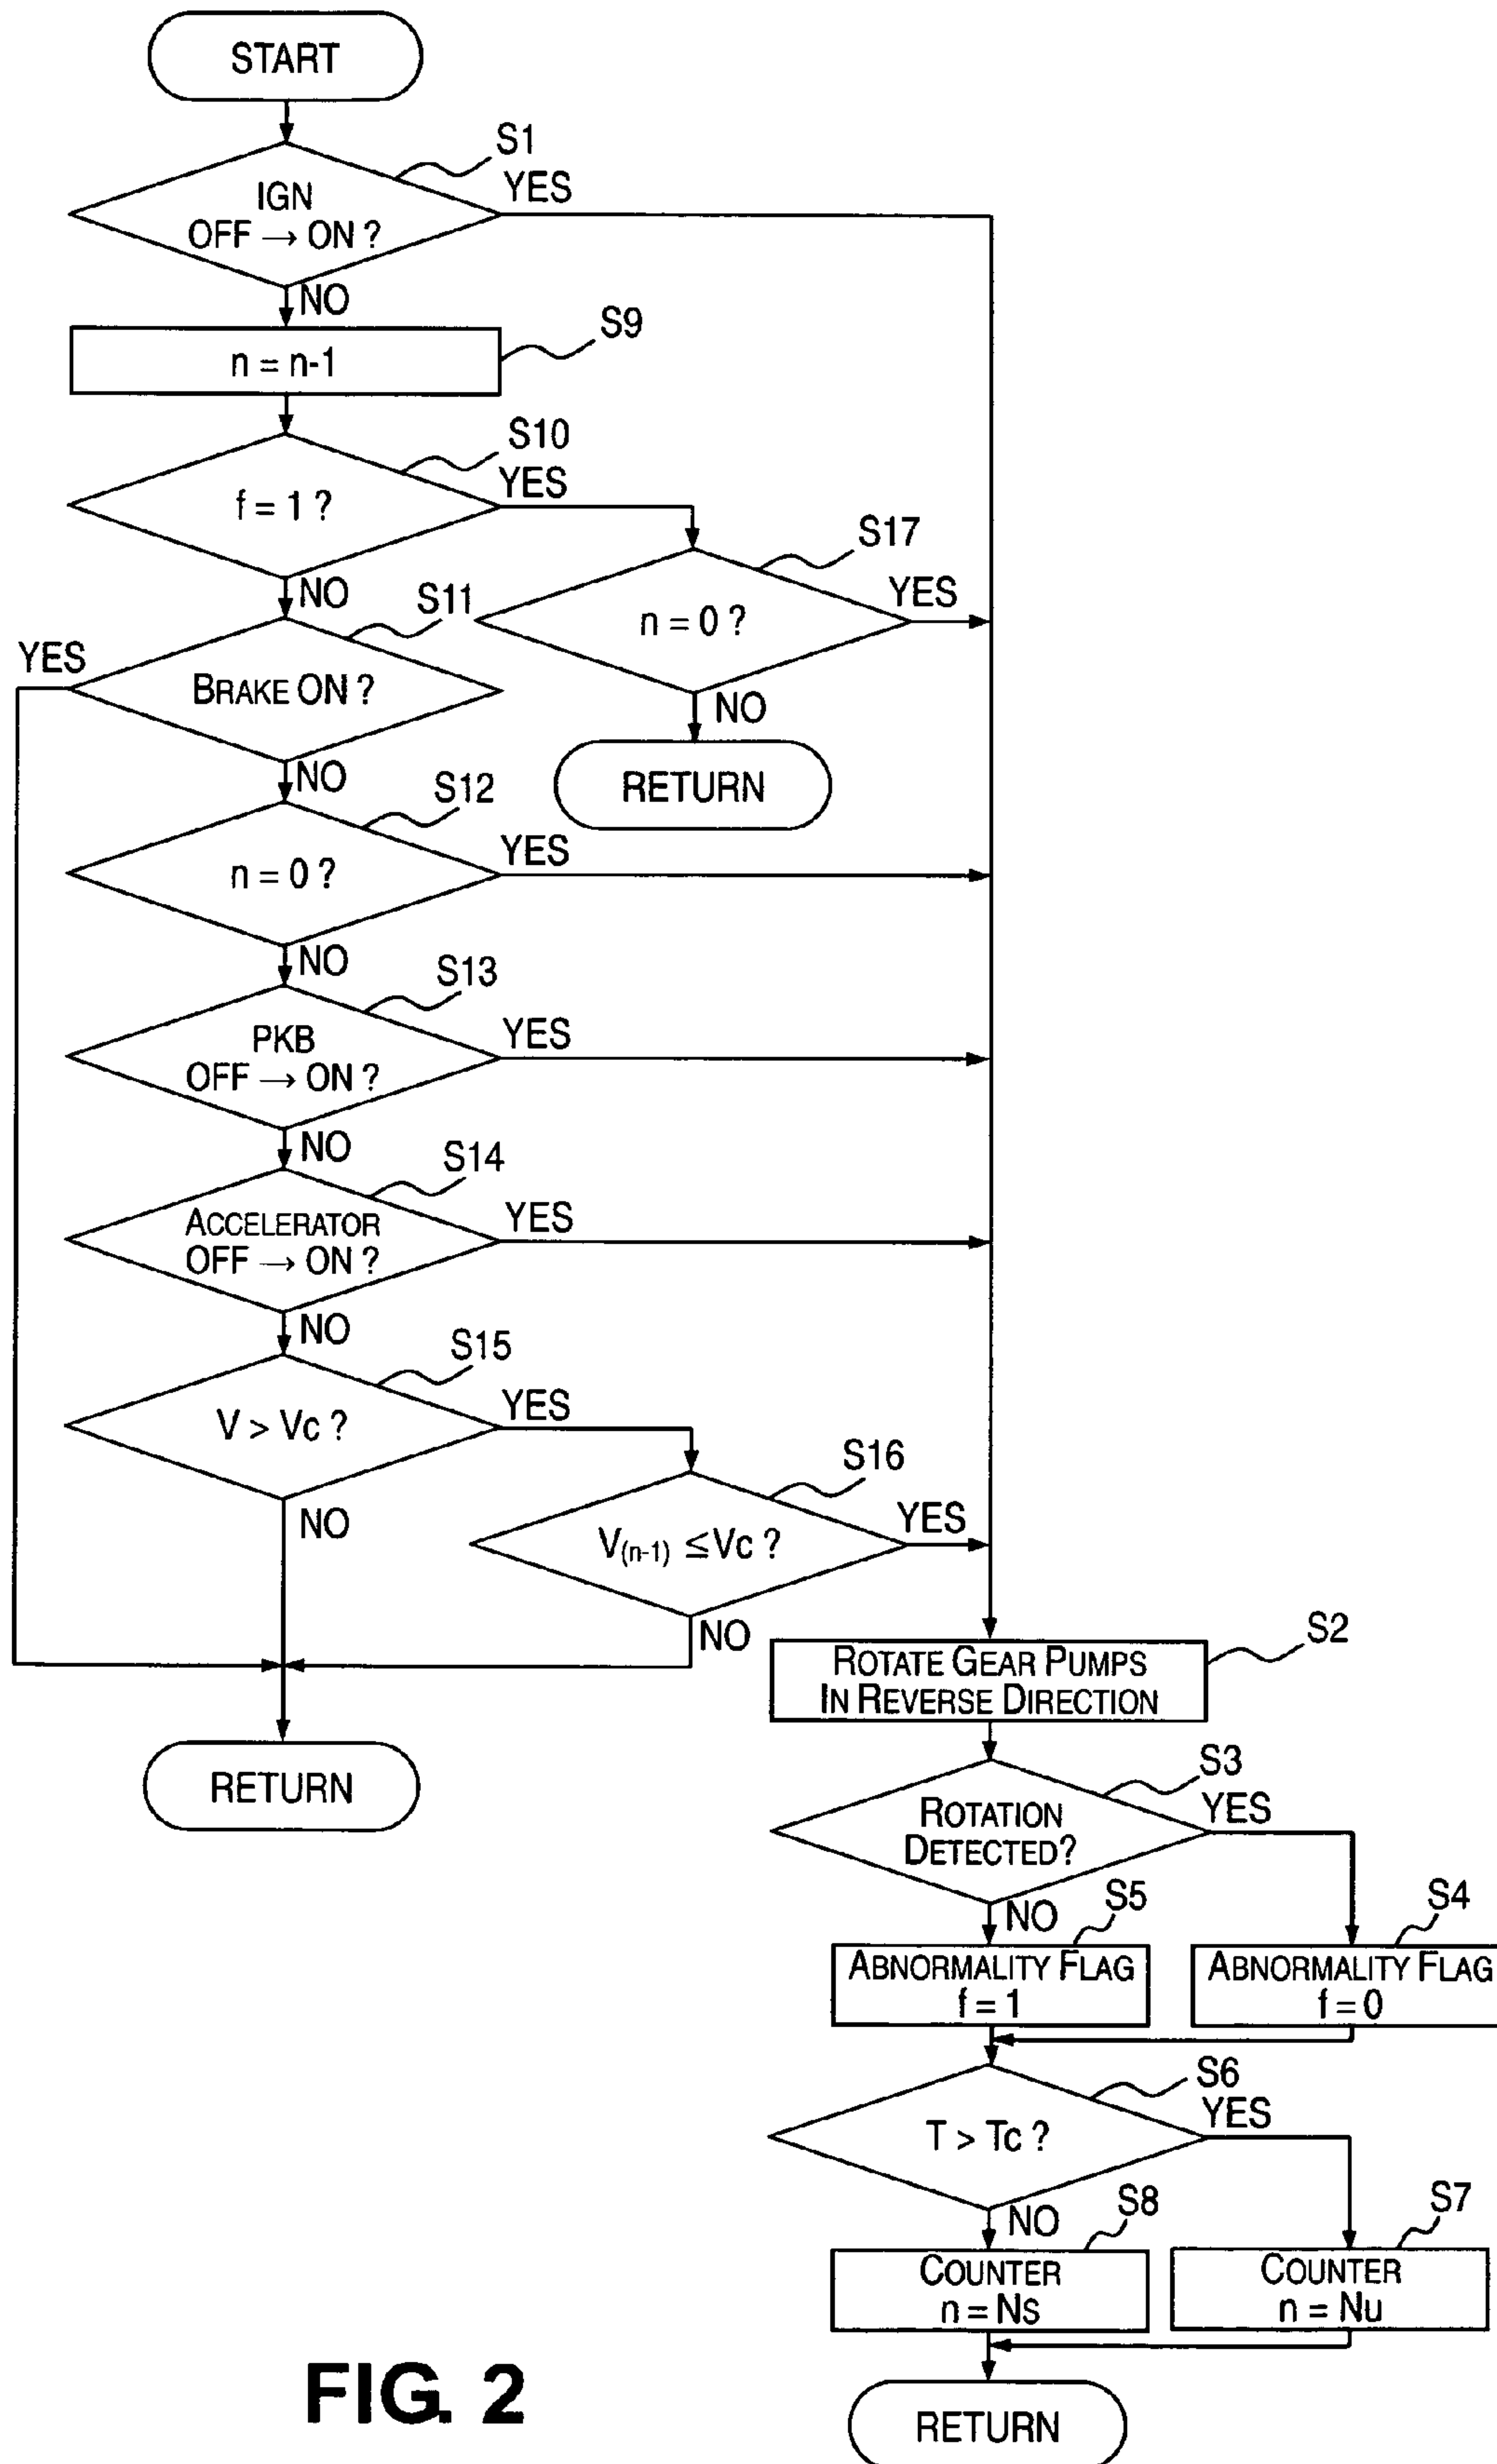 START
S1
IGN
OFF → ON ?
YES
NO
S9
n = n-1
S10
f = 1 ?
YES
NO
S17
n = 0 ?
YES
NO
RETURN
S11
BRAKE ON ?
YES
NO
S12
n = 0 ?
YES
NO
S13
PKB
OFF → ON ?
YES
NO
S14
ACCELERATOR
OFF → ON ?
YES
NO
S15
V > Vc ?
YES
NO
S16
V(n-1) ≤ Vc ?
YES
NO
RETURN
S2
ROTATE GEAR PUMPS
IN REVERSE DIRECTION
S3
ROTATION
DETECTED?
YES
NO
S5
ABNORMALITY FLAG
f = 1
S4
ABNORMALITY FLAG
f = 0
S6
T > Tc ?
YES
NO
S8
COUNTER
n = Ns
S7
COUNTER
n = Nu
RETURN
FIG. 2